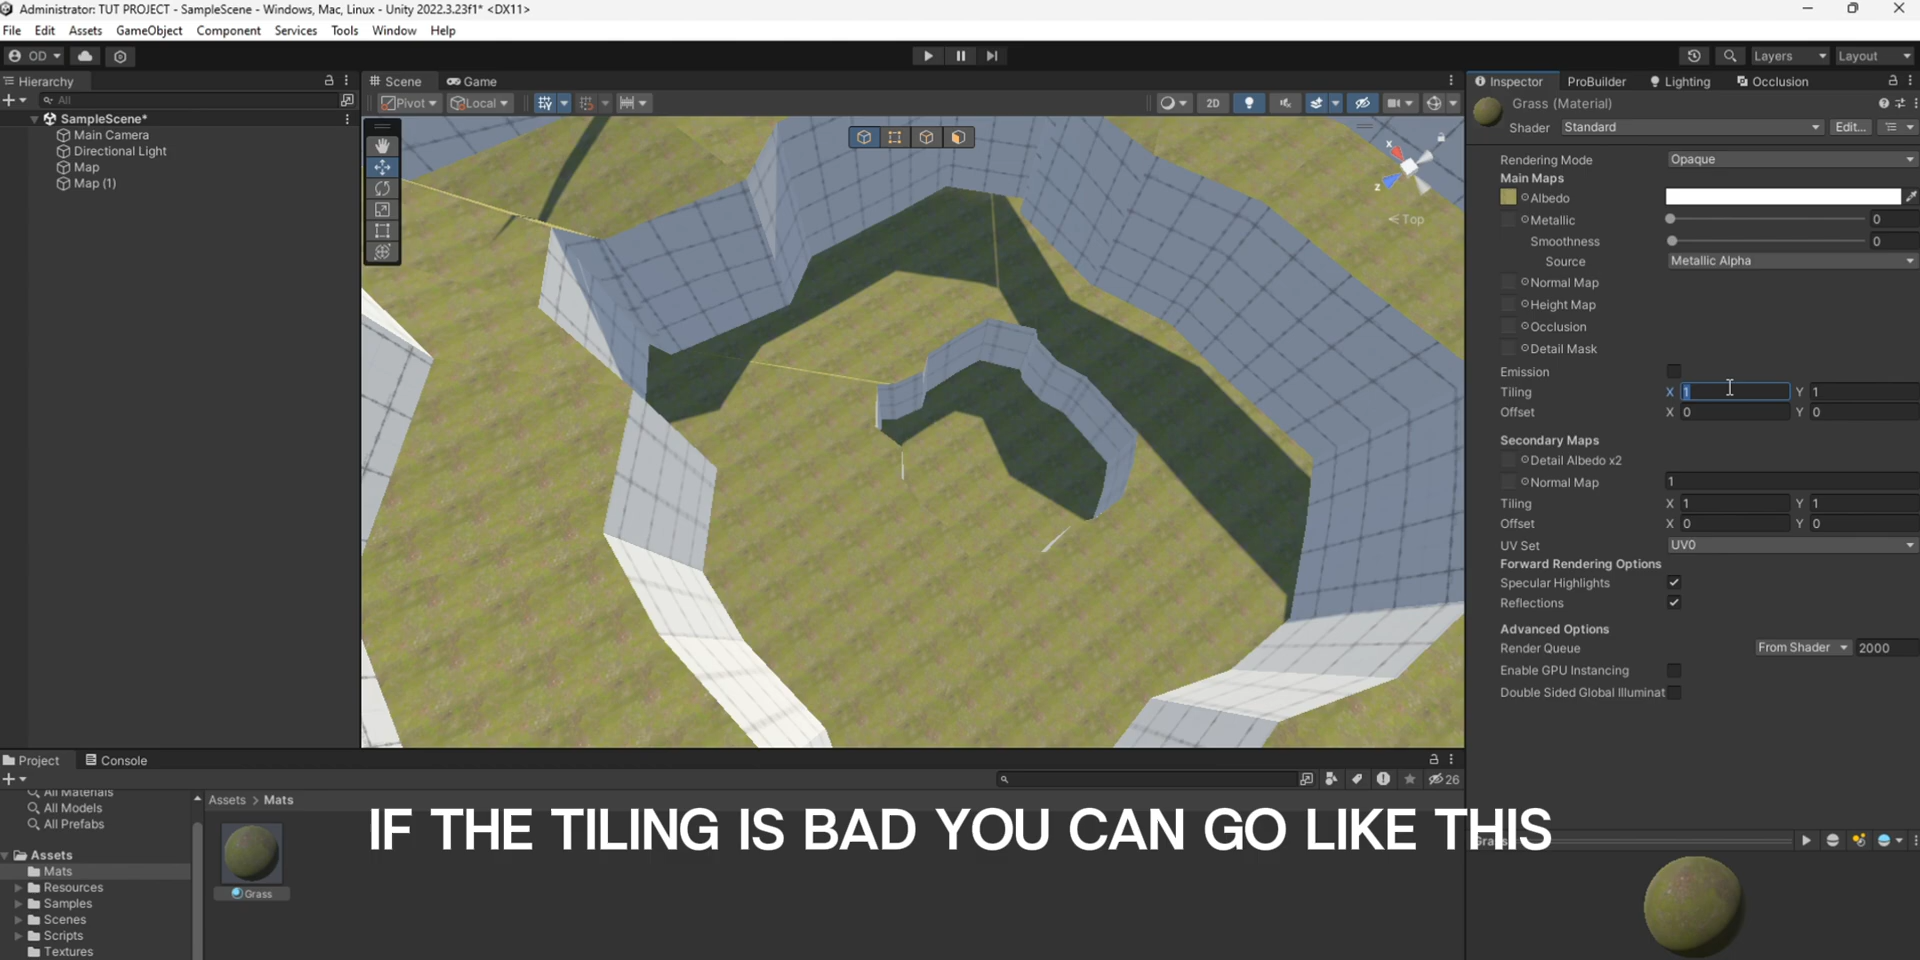 Administrator: TUT PROJECT - SampleScene - Windows, Mac, Linux - Unity 2022.3.23f1* <DX11>
File Edit Assets GameObject Component Services Tools Window Help
OD Layers Layout
Hierarchy
All
SampleScene*
Main Camera
Directional Light
Map
Map (1)
Scene Game
Pivot Local 2D
x
z
Top
Inspector ProBuilder Lighting Occlusion
Grass (Material)
Shader Standard Edit...
Rendering Mode Opaque
Main Maps
Albedo
Metallic 0
Smoothness 0
Source Metallic Alpha
Normal Map
Height Map
Occlusion
Detail Mask
Emission
Tiling X 1 Y 1
Offset X 0 Y 0
Secondary Maps
Detail Albedo x2
Normal Map 1
Tiling X 1 Y 1
Offset X 0 Y 0
UV Set UV0
Forward Rendering Options
Specular Highlights
Reflections
Advanced Options
Render Queue From Shader 2000
Enable GPU Instancing
Double Sided Global Illuminat
Project Console
26
All Materials
All Models
All Prefabs
Assets
Mats
Resources
Samples
Scenes
Scripts
Textures
Assets > Mats
Grass
IF THE TILING IS BAD YOU CAN GO LIKE THIS